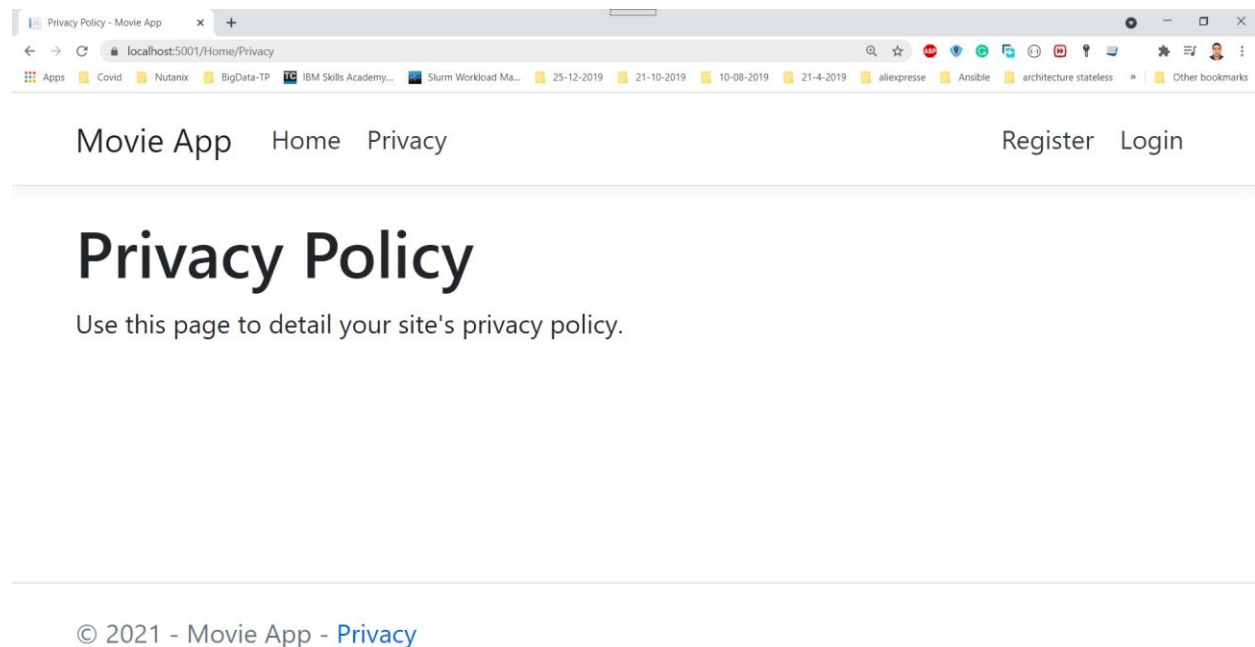 Privacy Policy - Movie App
localhost:5001/Home/Privacy
ABP
Apps Covid Nutanix BigData-TP TC IBM Skills Academy... Slurm Workload Ma... 25-12-2019 21-10-2019 10-08-2019 21-4-2019 aliexpresse Ansible architecture stateless » Other bookmarks
Movie App Home Privacy Register Login
Privacy Policy
Use this page to detail your site's privacy policy.
© 2021 - Movie App - Privacy